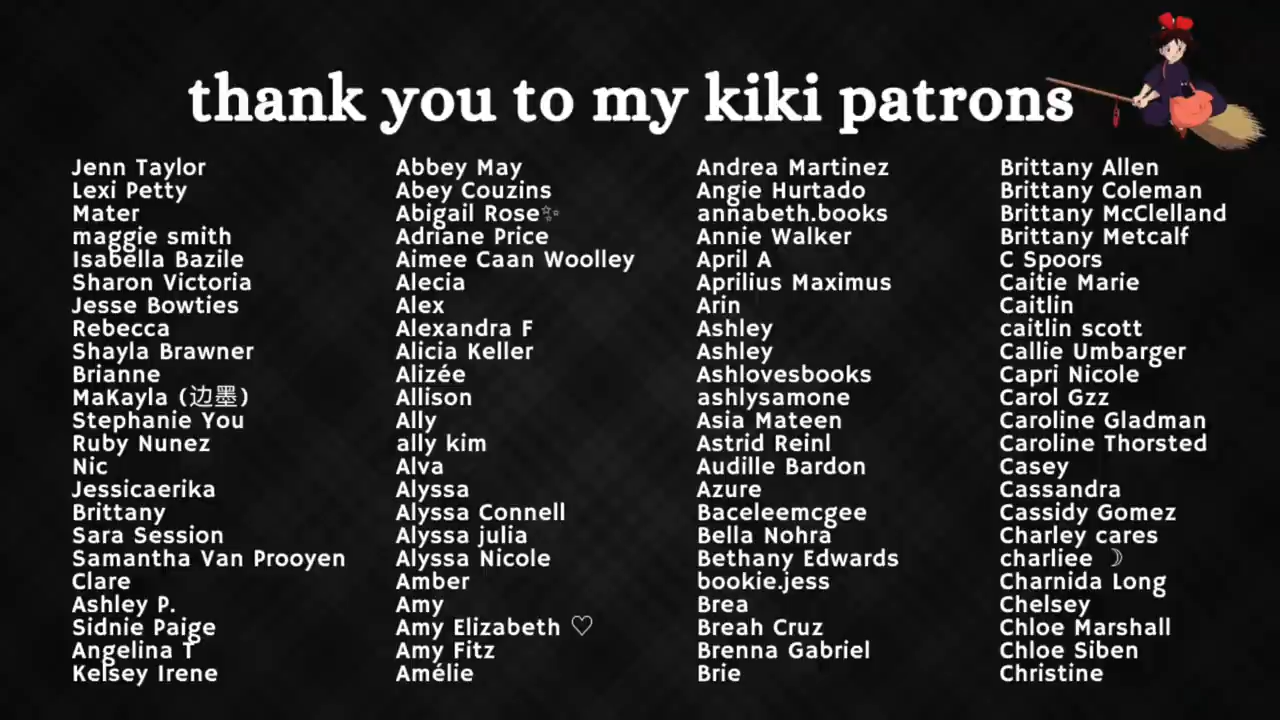 thank you to my kiki patrons
Jenn Taylor
Lexi Petty
Mater
maggie smith
Isabella Bazile
Sharon Victoria
Jesse Bowties
Rebecca
Shayla Brawner
Brianne
MaKayla (边墨)
Stephanie You
Ruby Nunez
Nic
Jessicaerika
Brittany
Sara Session
Samantha Van Prooyen
Clare
Ashley P.
Sidnie Paige
Angelina T
Kelsey Irene
Abbey May
Abey Couzins
Abigail Rose✨
Adriane Price
Aimee Caan Woolley
Alecia
Alex
Alexandra F
Alicia Keller
Alizée
Allison
Ally
ally kim
Alva
Alyssa
Alyssa Connell
Alyssa julia
Alyssa Nicole
Amber
Amy
Amy Elizabeth ♡
Amy Fitz
Amélie
Andrea Martinez
Angie Hurtado
annabeth.books
Annie Walker
April A
Aprilius Maximus
Arin
Ashley
Ashley
Ashlovesbooks
ashlysamone
Asia Mateen
Astrid Reinl
Audille Bardon
Azure
Baceleemcgee
Bella Nohra
Bethany Edwards
bookie.jess
Brea
Breah Cruz
Brenna Gabriel
Brie
Brittany Allen
Brittany Coleman
Brittany McClelland
Brittany Metcalf
C Spoors
Caitie Marie
Caitlin
caitlin scott
Callie Umbarger
Capri Nicole
Carol Gzz
Caroline Gladman
Caroline Thorsted
Casey
Cassandra
Cassidy Gomez
Charley cares
charliee ☽
Charnida Long
Chelsey
Chloe Marshall
Chloe Siben
Christine